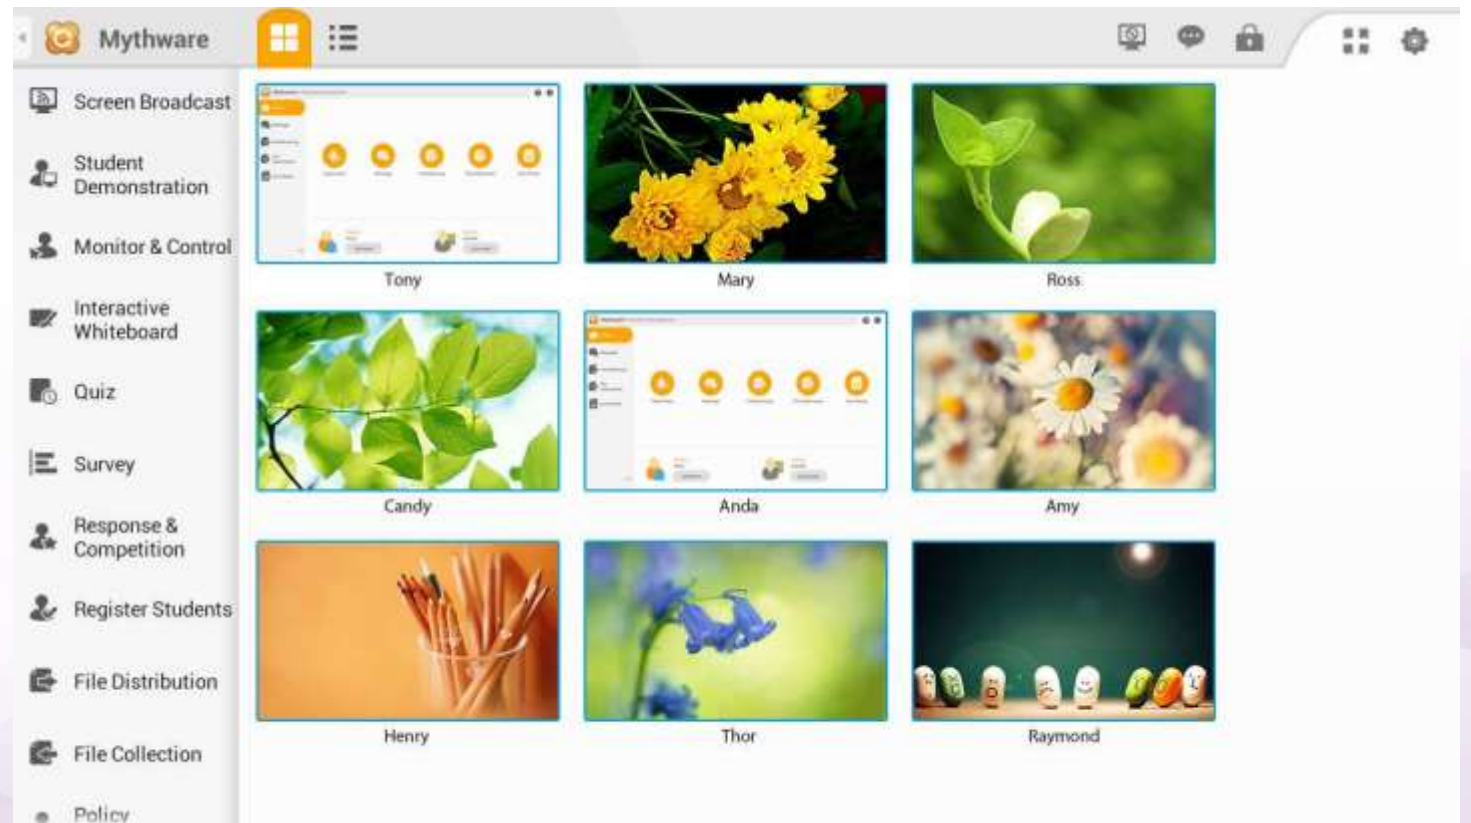 Mythware
Screen Broadcast
Student
Demonstration
Monitor & Control
Interactive
Whiteboard
Quiz
Survey
Response &
Competition
Register Students
File Distribution
File Collection
Policy
Tony
Mary
Ross
Candy
Anda
Amy
Henry
Thor
Raymond